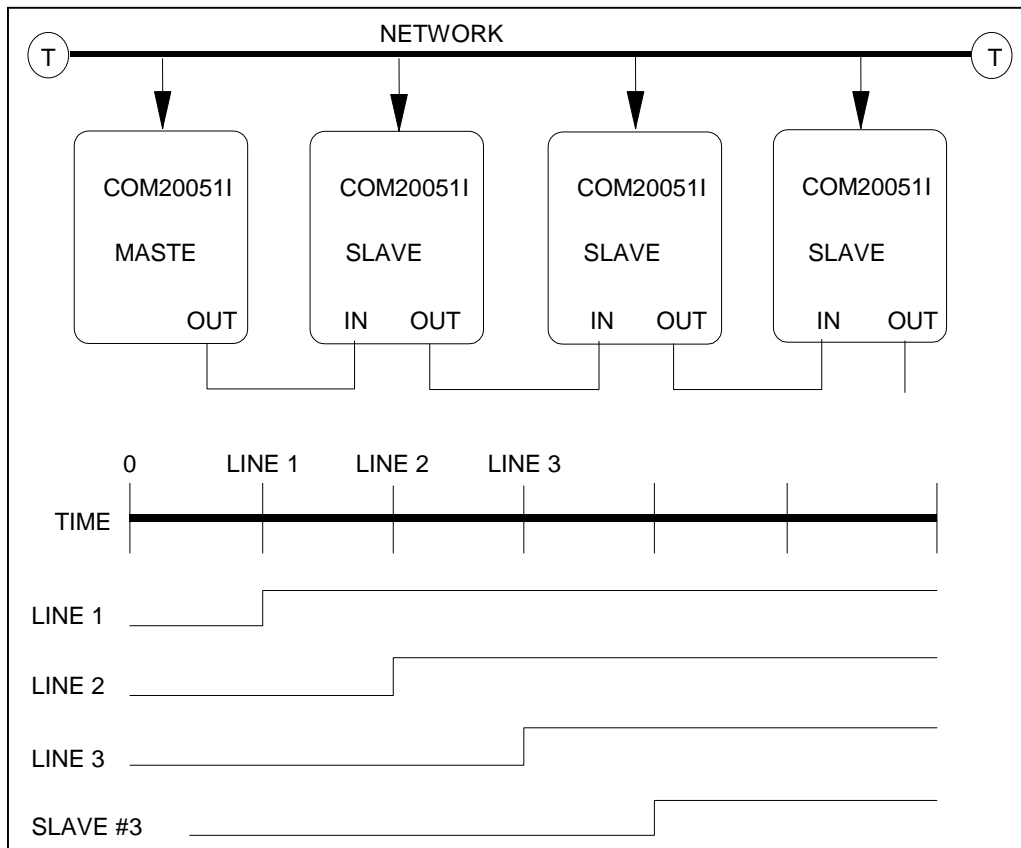 NETWORK
T T
COM20051I COM20051I COM20051I COM20051I
MASTE SLAVE SLAVE SLAVE
OUT IN OUT IN OUT IN OUT
0 LINE 1 LINE 2 LINE 3
TIME
LINE 1
LINE 2
LINE 3
SLAVE #3